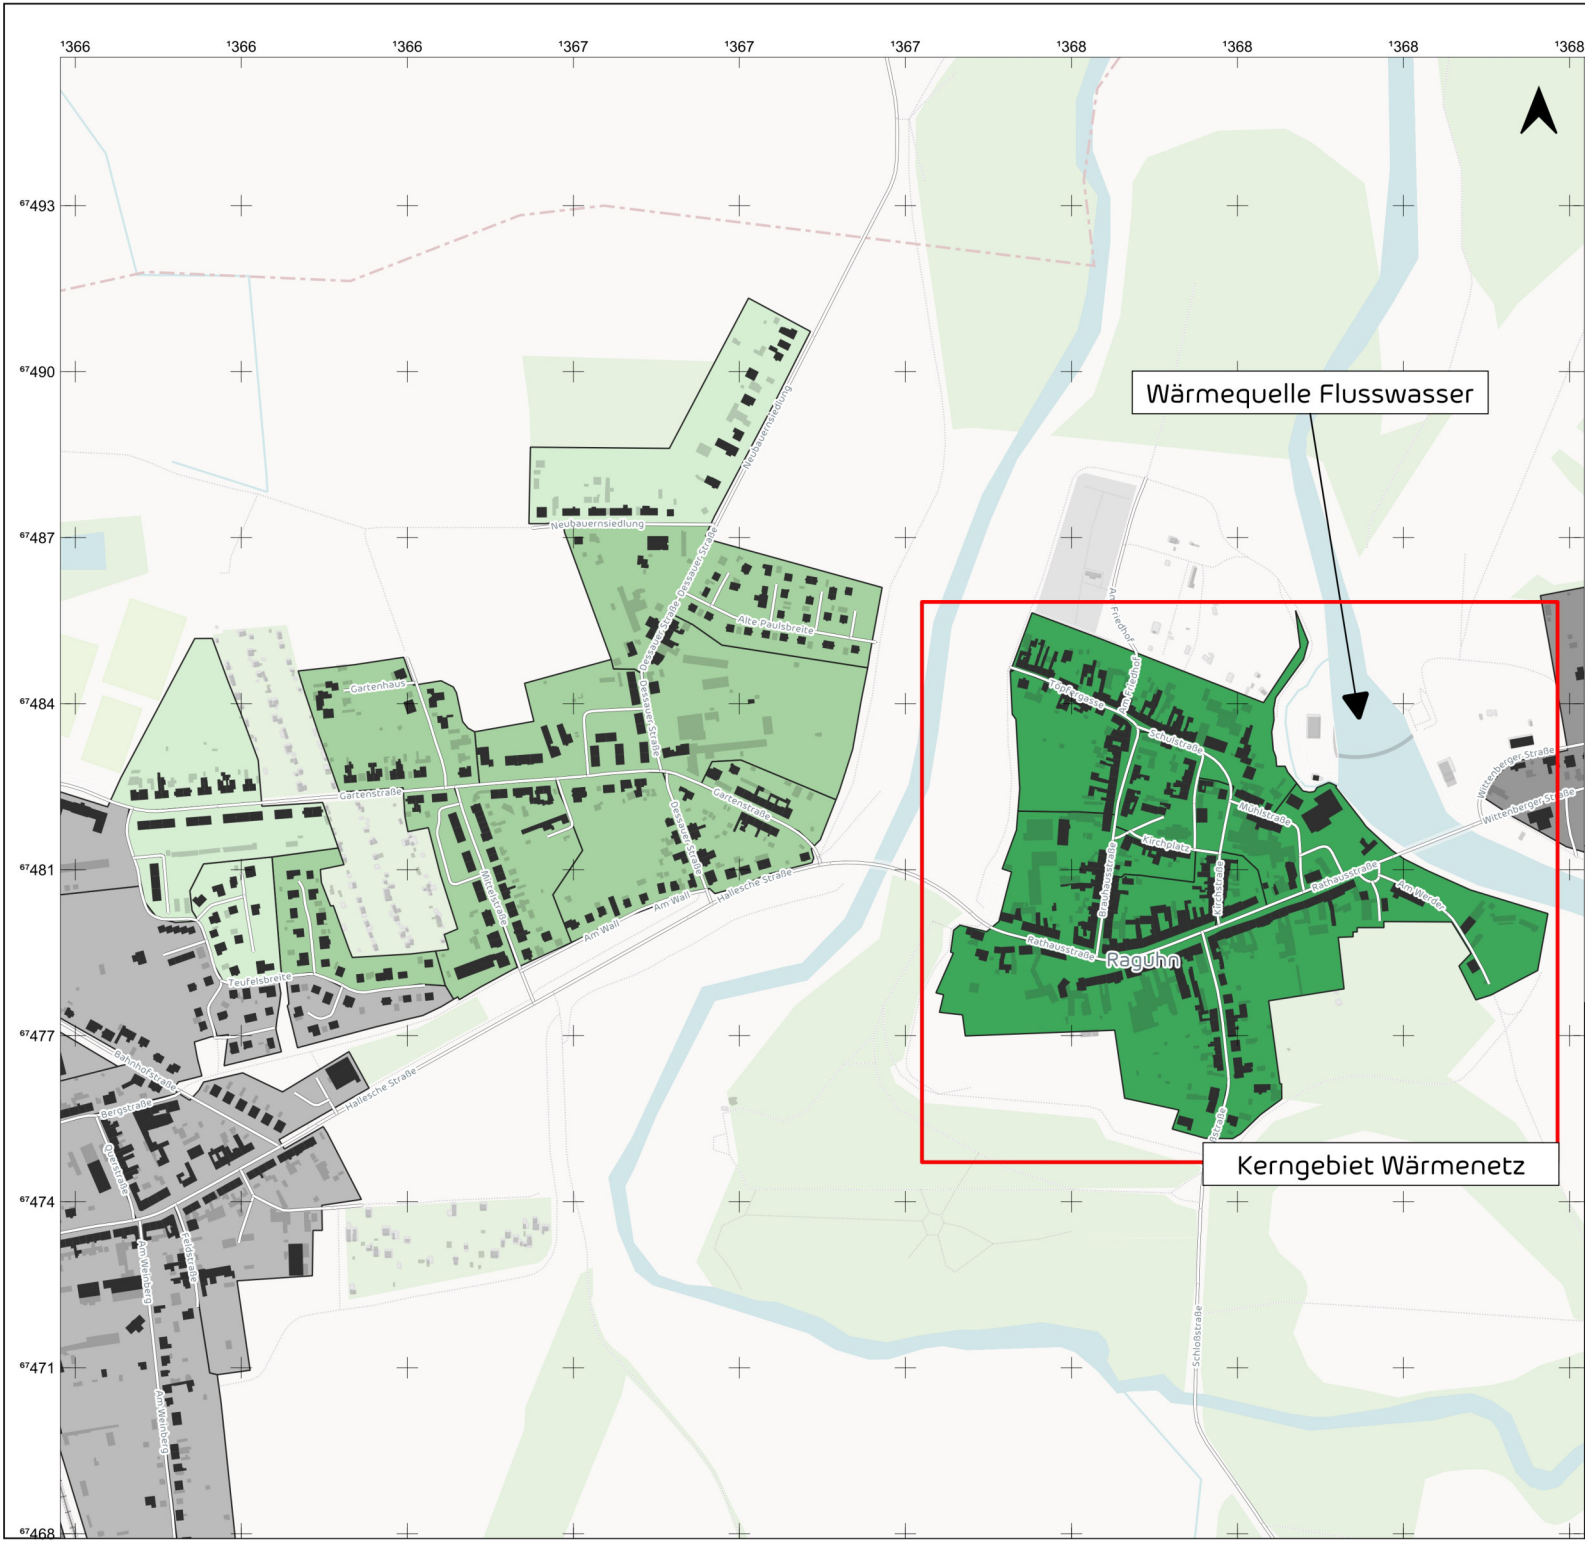 ¹366 ¹366 ¹366 ¹367 ¹367 ¹367 ¹368 ¹368 ¹368 ¹368
⁶⁷493
⁶⁷490
Wärmequelle Flusswasser
Neubauernsiedlung
⁶⁷487
Neubauernsiedlung
Dessauer Straße
Am Friedhof
Dessauer Straße
Alte Paulsbreite
Gartenhaus
Am Friedhof
Töpfergasse
⁶⁷484
Dessauer Straße
Schulstraße
Wittenberger Straße
Gartenstraße
Gartenstraße
Mühlstraße
Wittenberger Straße
Dessauer Straße
Kirchplatz
⁶⁷481
Hallesche Straße
Rathausstraße
Mittelstraße
Brauhausstraße
Kirchstraße
Am Werder
Am Wall
Am Wall
Rathausstraße
Raguhn
Teufelsbreite
⁶⁷477
Bahnhofstraße
Hallesche Straße
Bergstraße
ßstraße
Kerngebiet Wärmenetz
Querstraße
⁶⁷474
Feldstraße
Am Weinberg
Schloßstraße
⁶⁷471
Am Weinberg
⁶⁷468